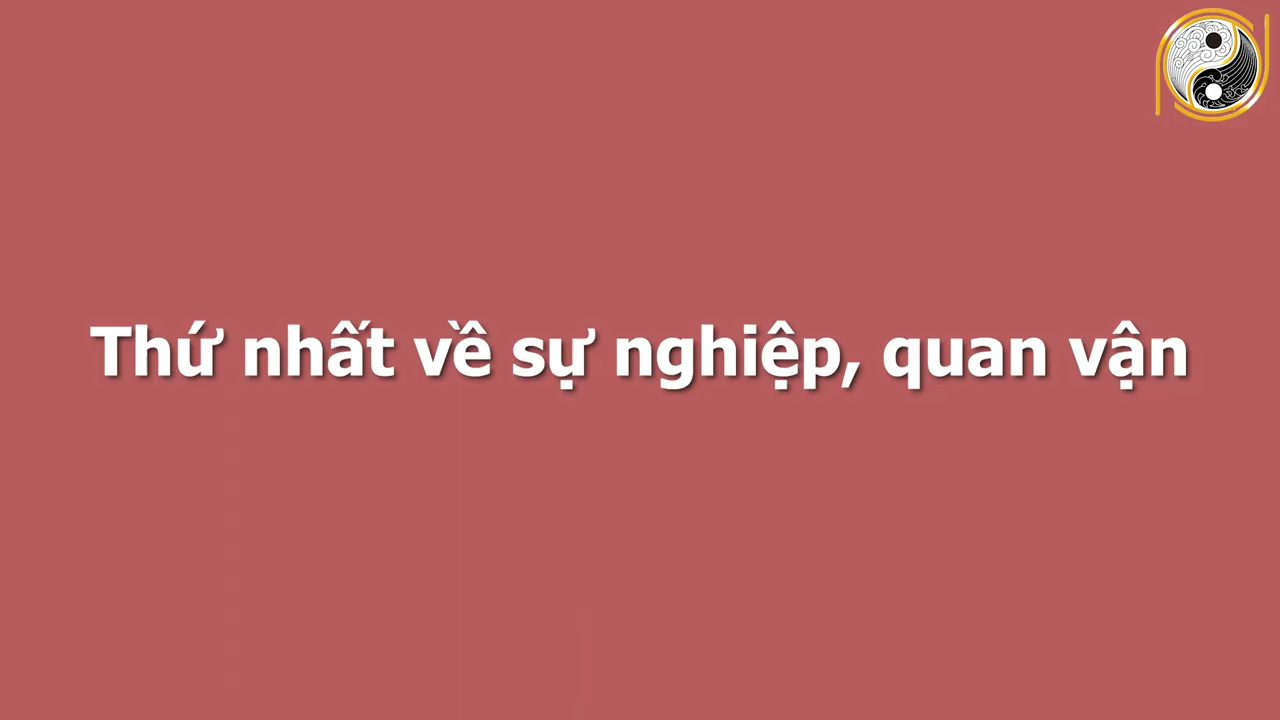 Thứ nhất về sự nghiệp, quan vận